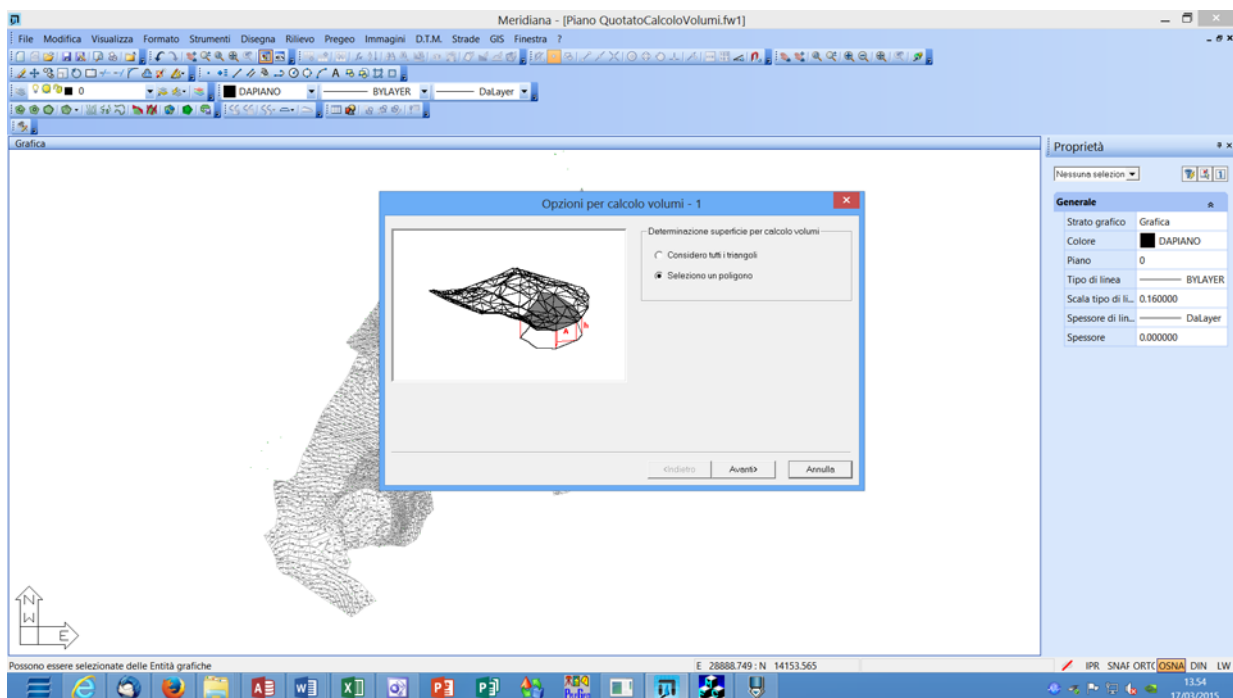 Meridiana - [Piano QuotatoCalcoloVolumi.fw1]
File Modifica Visualizza Formato Strumenti Disegna Rilievo Pregeo Immagini D.T.M. Strade GIS Finestra ?
0 DAPIANO BYLAYER DaLayer
Grafica
Proprietà
Nessuna selezion
Generale
Strato grafico Grafica
Colore DAPIANO
Piano 0
Tipo di linea BYLAYER
Scala tipo di li... 0.160000
Spessore di lin... DaLayer
Spessore 0.000000
Opzioni per calcolo volumi - 1
Determinazione superficie per calcolo volumi
Considero tutti i triangoli
Seleziono un poligono
A
h
<Indietro Avanti> Annulla
N
W
E
Possono essere selezionate delle Entità grafiche
E 28888.749 : N 14153.565
IPR SNAF ORTC OSNA DIN LW
13.54
17/03/2015